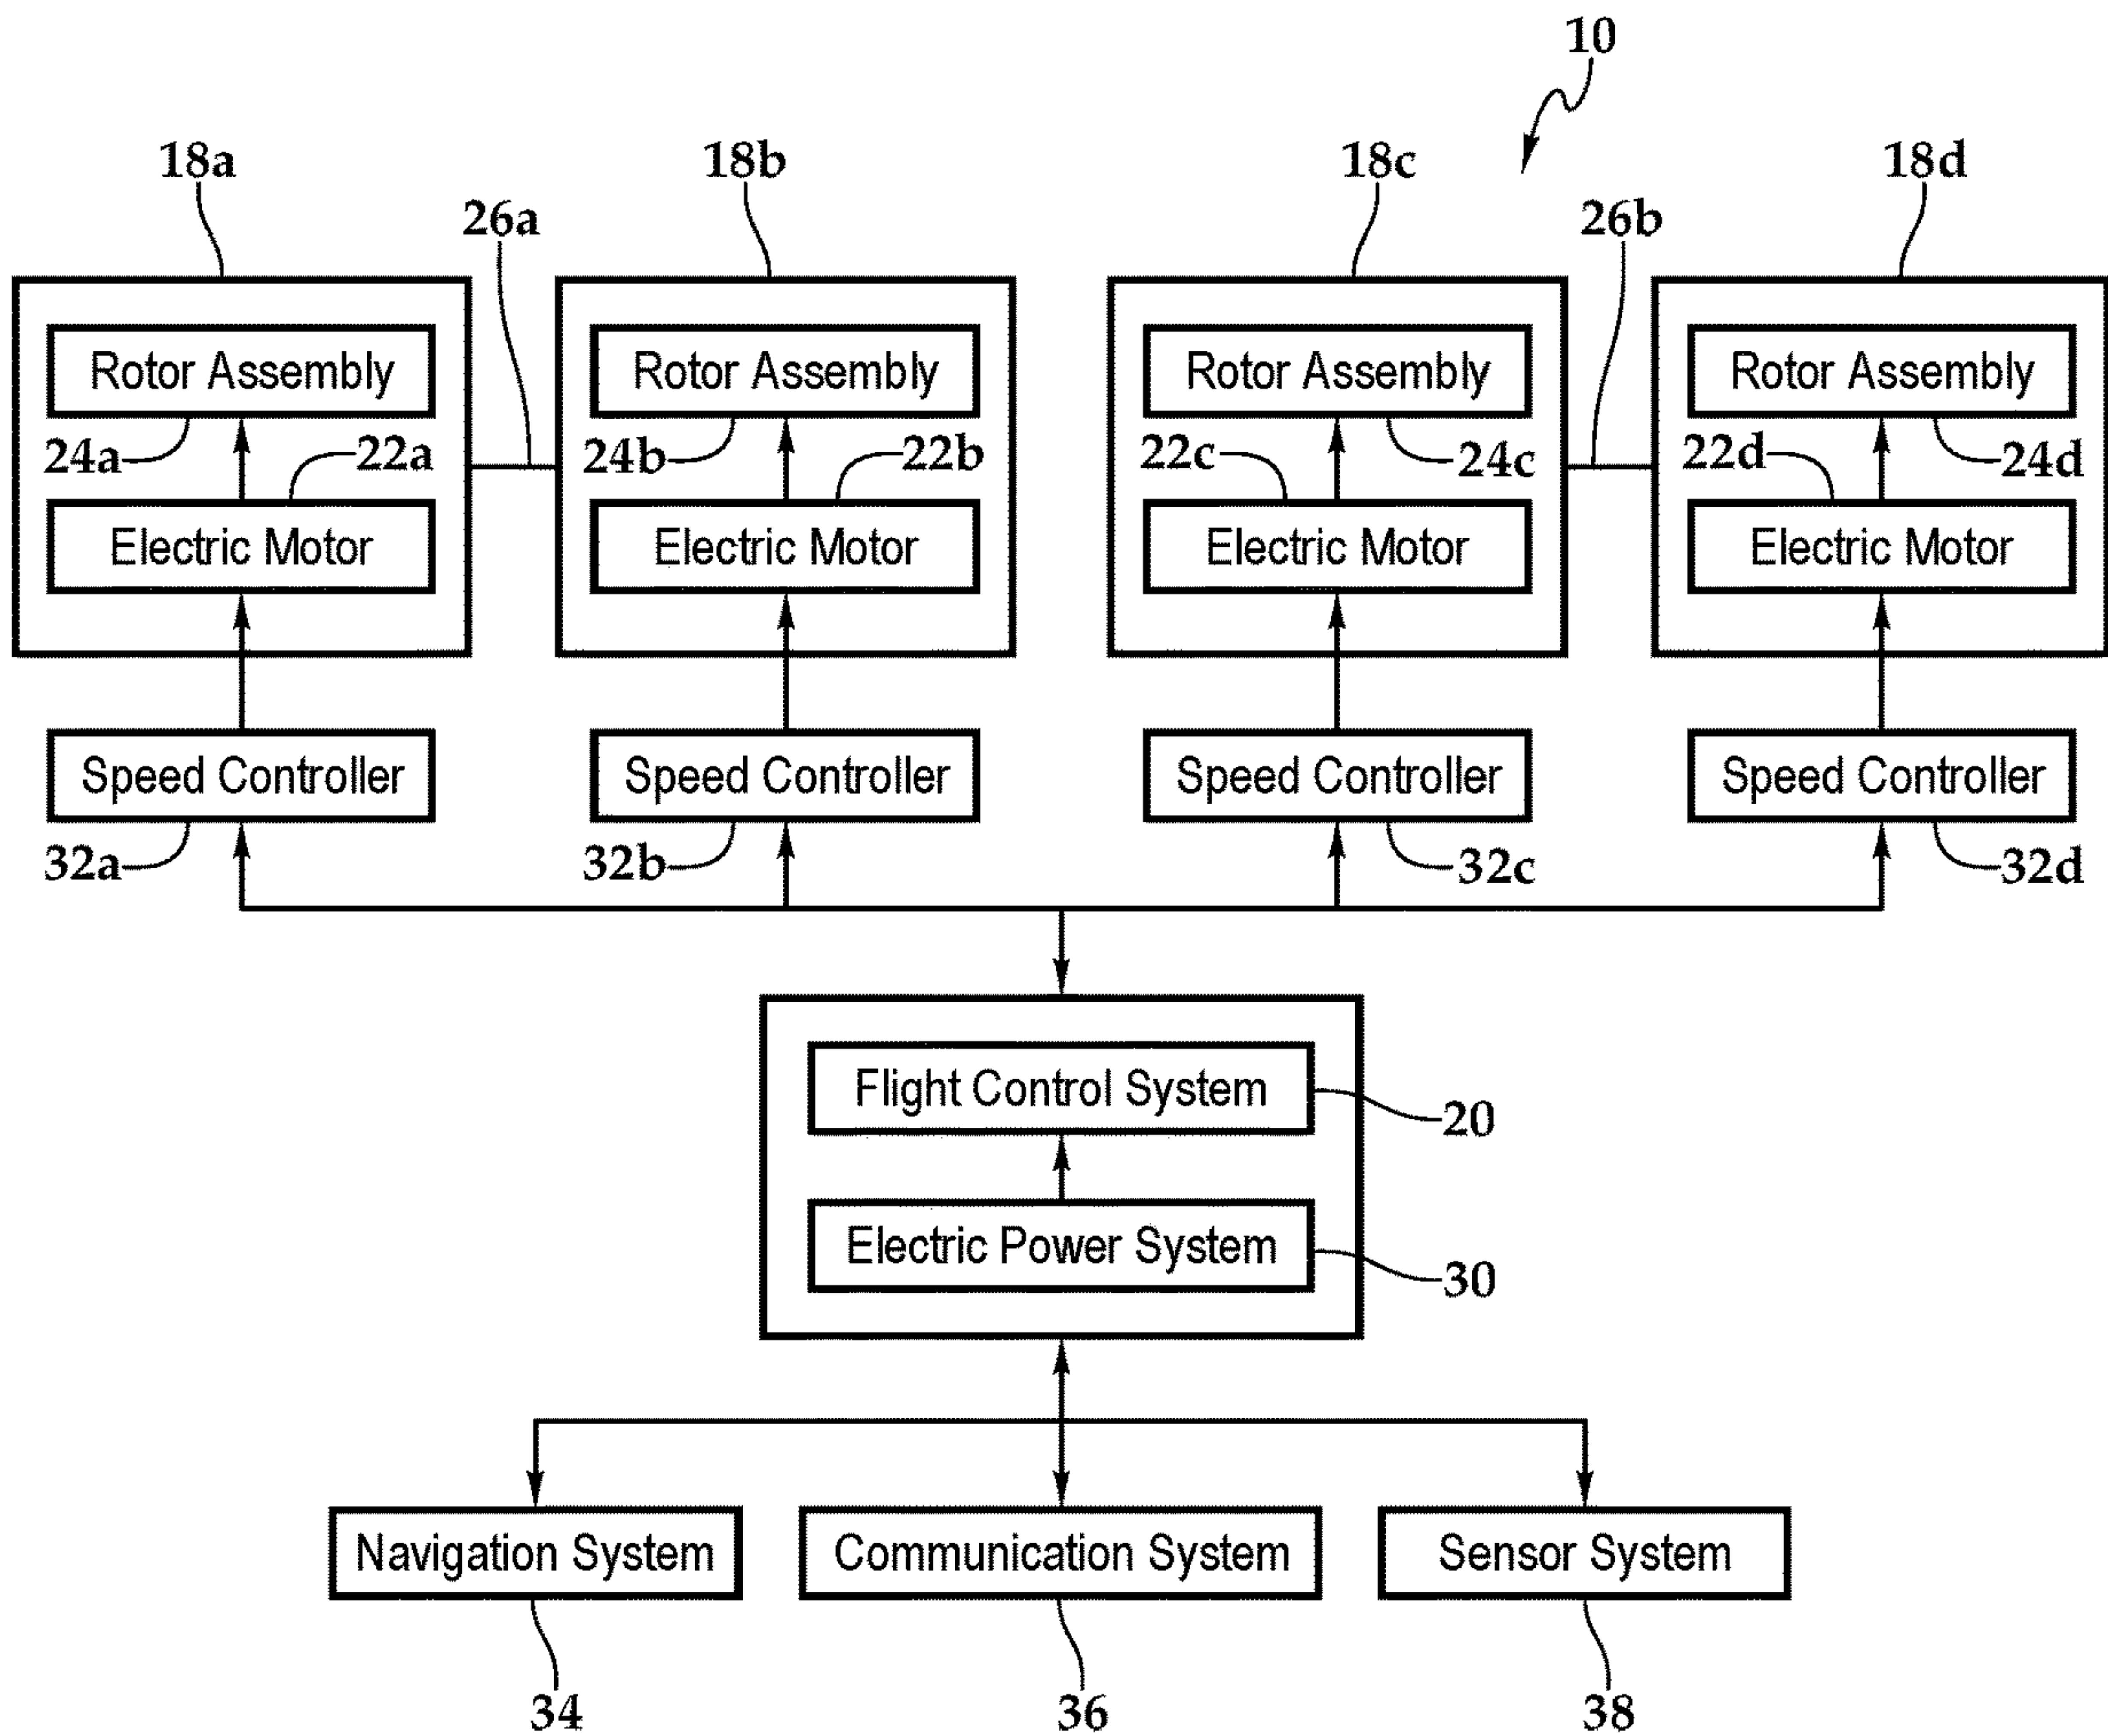 10
18a 18b 18c 18d
26a 26b
Rotor Assembly Rotor Assembly Rotor Assembly Rotor Assembly
24a 22a 24b 22b 22c 24c 22d 24d
Electric Motor Electric Motor Electric Motor Electric Motor
Speed Controller Speed Controller Speed Controller Speed Controller
32a 32b 32c 32d
Flight Control System
20
Electric Power System
30
Navigation System Communication System Sensor System
34 36 38